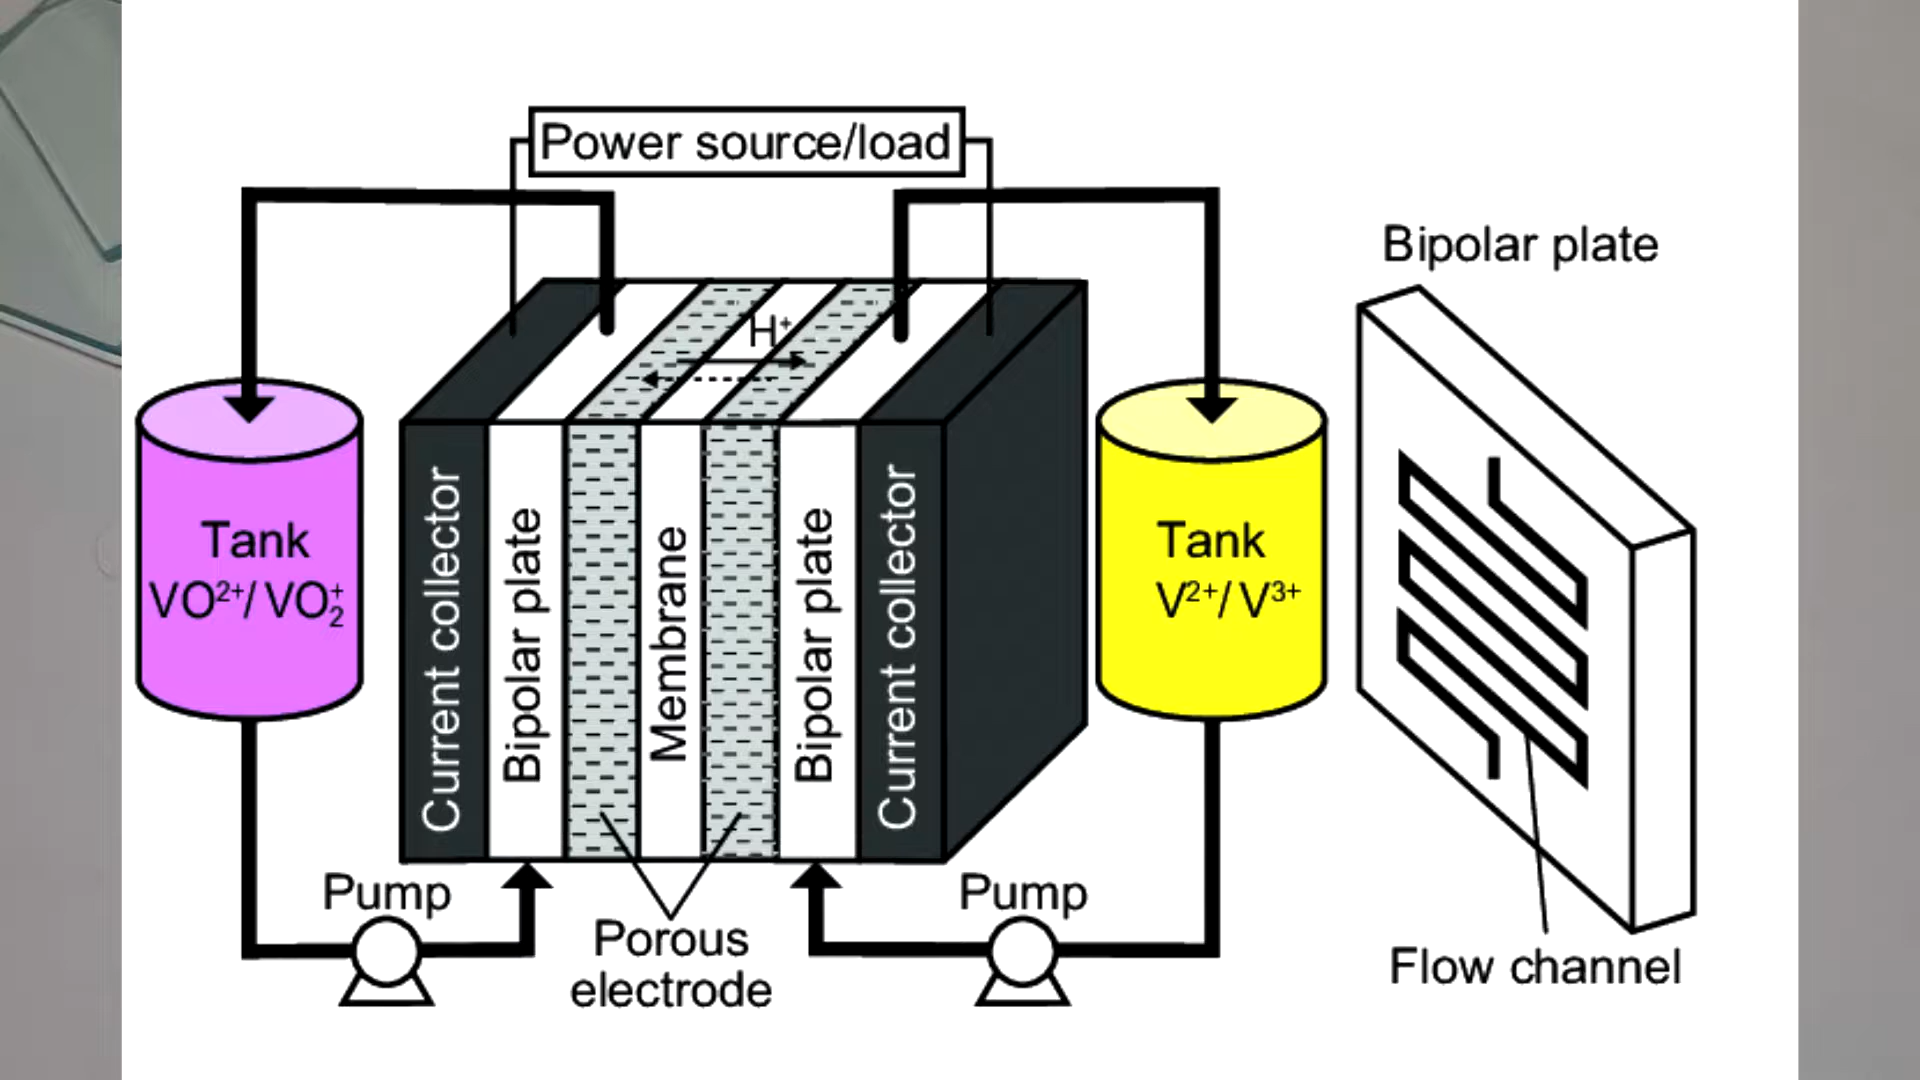 Power source/load
Bipolar plate
H⁺
Tank
VO²⁺/ VO₂⁺
Current collector
Bipolar plate
Membrane
Bipolar plate
Current collector
Tank
V²⁺/ V³⁺
Pump
Porous
electrode
Pump
Flow channel